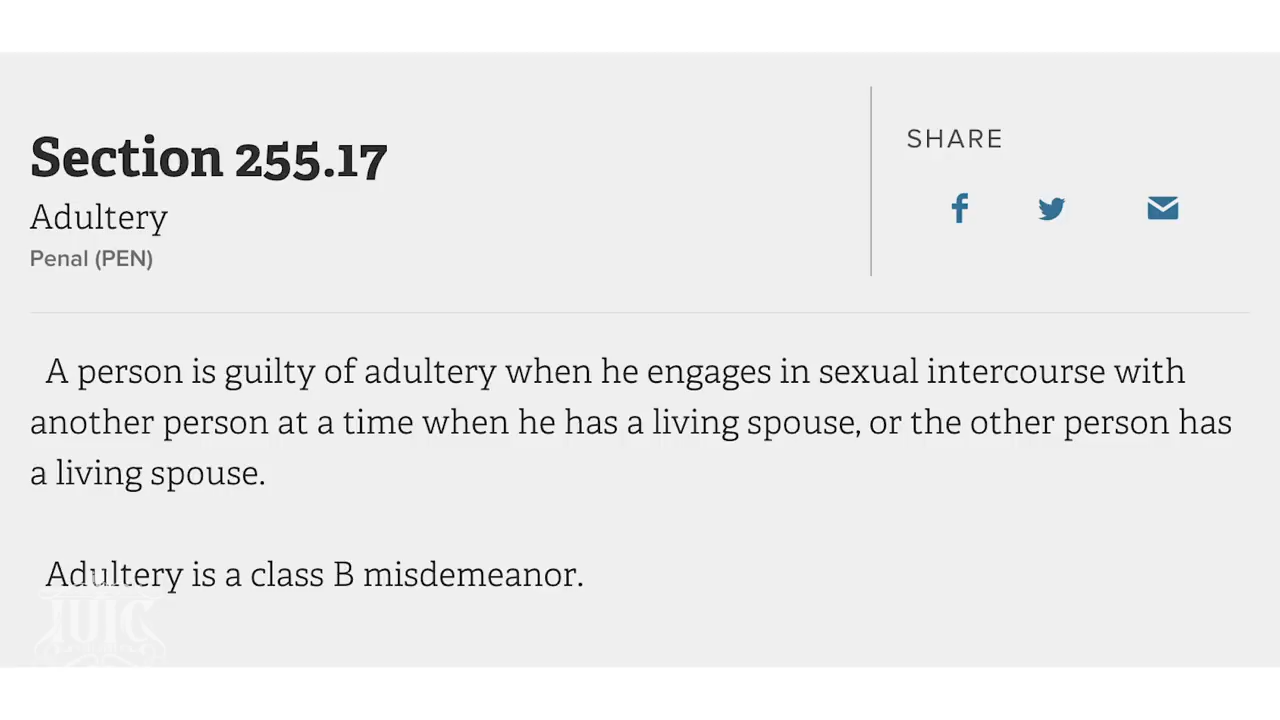 Section 255.17
Adultery
Penal (PEN)
SHARE
A person is guilty of adultery when he engages in sexual intercourse with
another person at a time when he has a living spouse, or the other person has
a living spouse.
Adultery is a class B misdemeanor.
IUIC